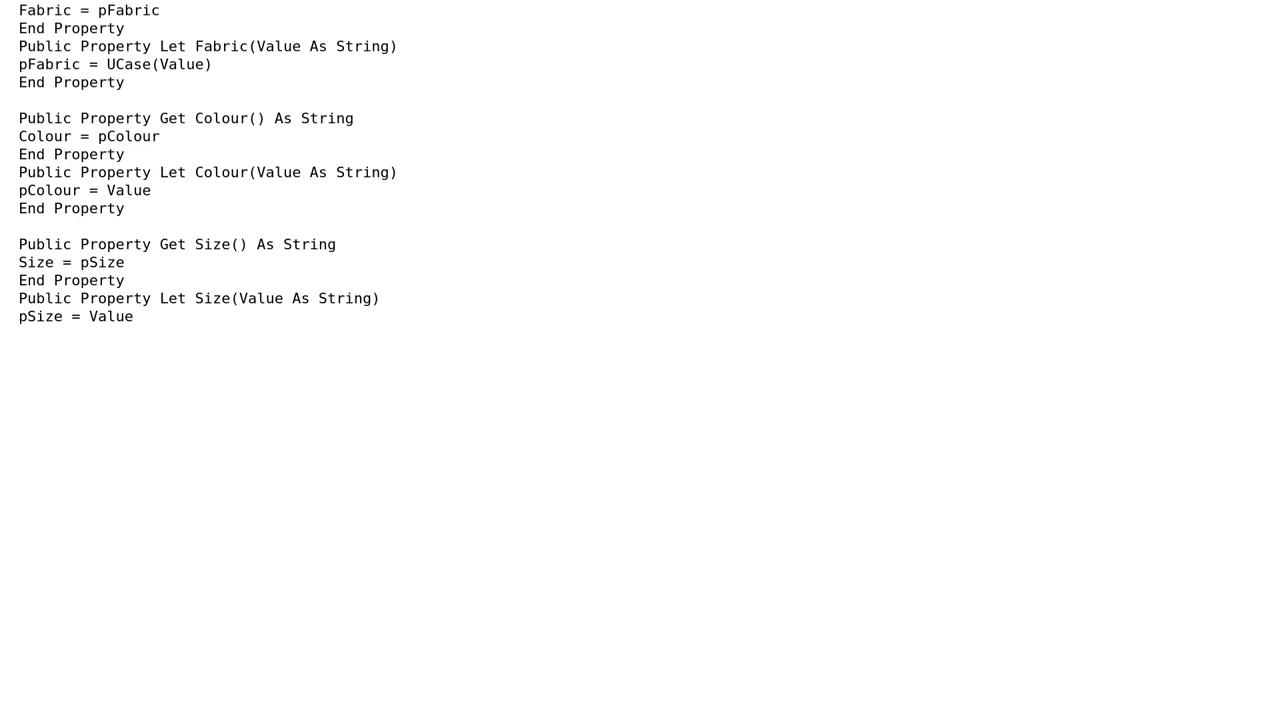 Fabric = pFabric
End Property
Public Property Let Fabric(Value As String)
pFabric = UCase(Value)
End Property

Public Property Get Colour() As String
Colour = pColour
End Property
Public Property Let Colour(Value As String)
pColour = Value
End Property

Public Property Get Size() As String
Size = pSize
End Property
Public Property Let Size(Value As String)
pSize = Value